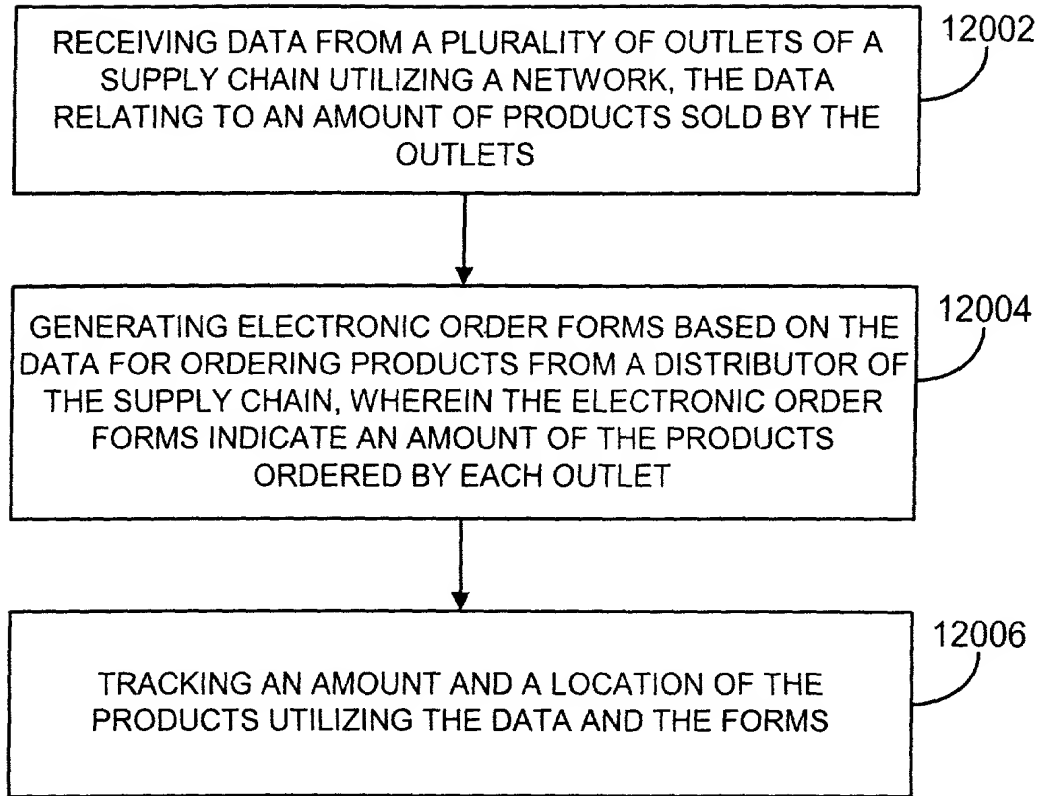 RECEIVING DATA FROM A PLURALITY OF OUTLETS OF A
SUPPLY CHAIN UTILIZING A NETWORK, THE DATA
RELATING TO AN AMOUNT OF PRODUCTS SOLD BY THE
OUTLETS
12002
GENERATING ELECTRONIC ORDER FORMS BASED ON THE
DATA FOR ORDERING PRODUCTS FROM A DISTRIBUTOR OF
THE SUPPLY CHAIN, WHEREIN THE ELECTRONIC ORDER
FORMS INDICATE AN AMOUNT OF THE PRODUCTS
ORDERED BY EACH OUTLET
12004
TRACKING AN AMOUNT AND A LOCATION OF THE
PRODUCTS UTILIZING THE DATA AND THE FORMS
12006